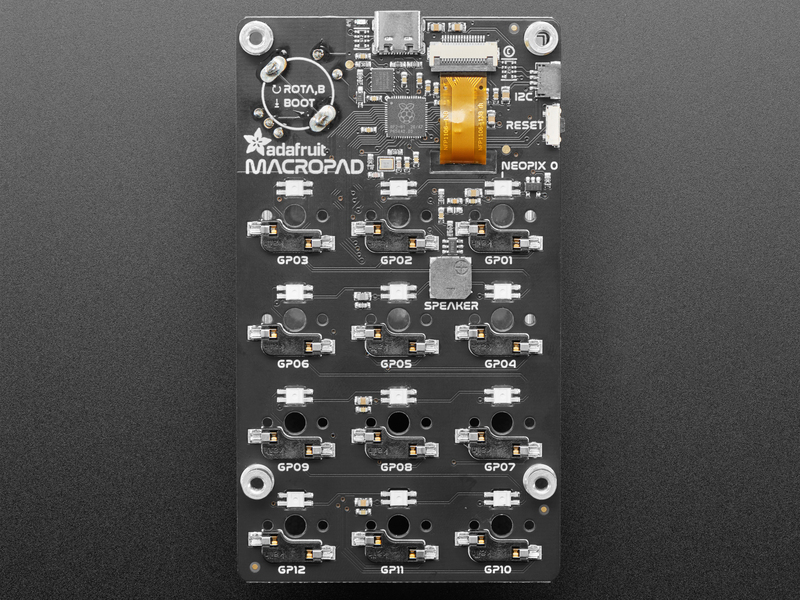 ©
I2C
ROTA,B
BOOT
RESET
adafruit
MACROPAD
NEOPIX 0
GP03
GP02
GP01
SPEAKER
GP06
GP05
GP04
GP09
GP08
GP07
GP12
GP11
GP10